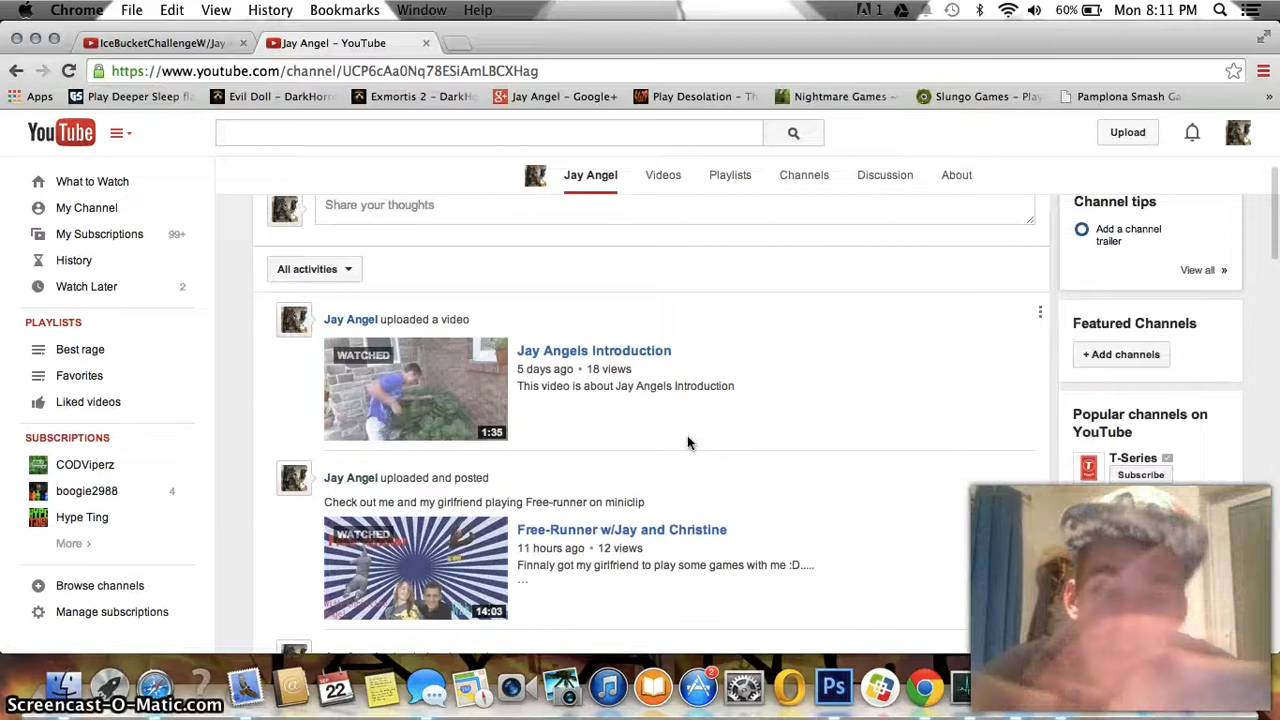 Chrome File Edit View History Bookmarks Window Help 1 60% Mon 8:11 PM
IceBucketChallengeW/Jay Jay Angel - YouTube
https://www.youtube.com/channel/UCP6cAa0Nq78ESiAmLBCXHag
Apps Play Deeper Sleep fl Evil Doll - DarkHorr Exmortis 2 - DarkH Jay Angel - Google+ Play Desolation - Th Nightmare Games - Slungo Games - Play Pamplona Smash Ga »
YouTube Upload
Jay Angel Videos Playlists Channels Discussion About
What to Watch
My Channel
My Subscriptions 99+
History
Watch Later 2
PLAYLISTS
Best rage
Favorites
Liked videos
SUBSCRIPTIONS
CODViperz
boogie2988 4
Hype Ting
More ›
Browse channels
Manage subscriptions
Share your thoughts
All activities
Jay Angel uploaded a video
WATCHED
1:35
Jay Angels Introduction
5 days ago • 18 views
This video is about Jay Angels Introduction
Jay Angel uploaded and posted
Check out me and my girlfriend playing Free-runner on miniclip
WATCHED
14:03
Free-Runner w/Jay and Christine
11 hours ago • 12 views
Finnaly got my girlfriend to play some games with me :D.....
...
Channel tips
Add a channel
trailer
View all »
Featured Channels
+ Add channels
Popular channels on
YouTube
T-Series
Subscribe
SEP
22
2
Ps
Screencast-O-Matic.com